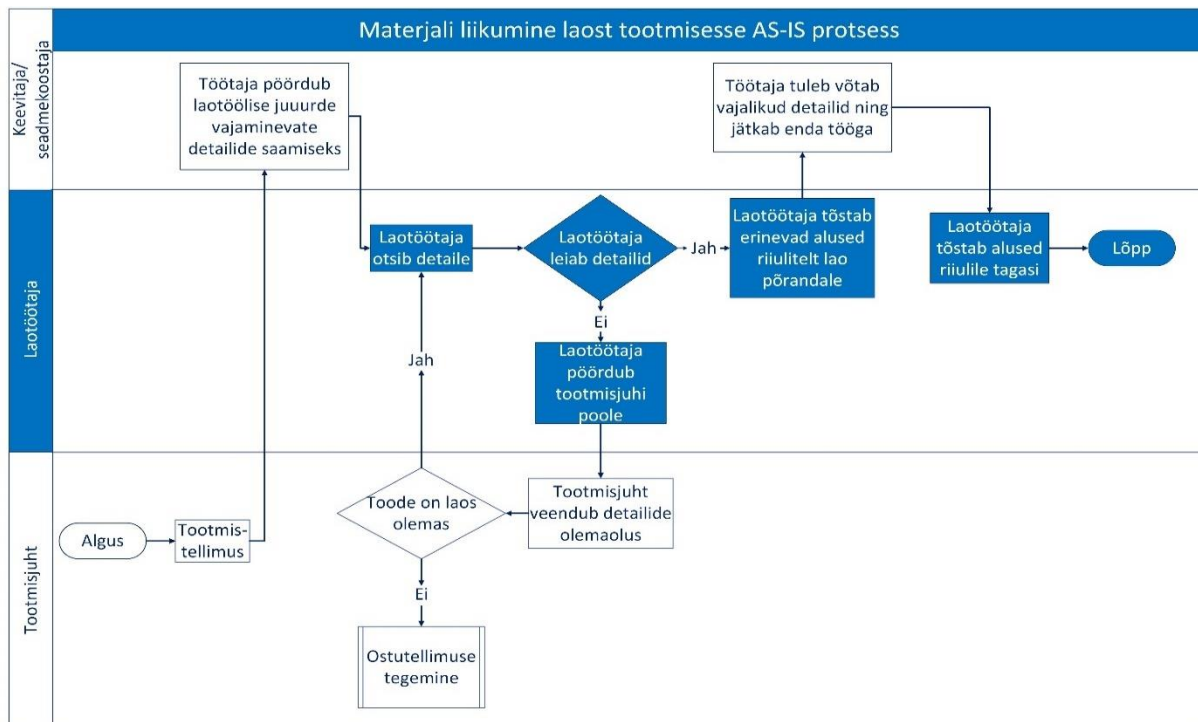 Materjali liikumine laost tootmisesse AS-IS protsess
Keevitaja/
seadmekoostaja
Töötaja pöördub
laotöölise juuurde
vajaminevate
detailide saamiseks
Töötaja tuleb võtab
vajalikud detailid ning
jätkab enda tööga
Laotöötaja
Laotöötaja
otsib detaile
Laotöötaja
leiab detailid
Jah
Laotöötaja tõstab
erinevad alused
riiulitelt lao
põrandale
Laotöötaja
tõstab alused
riiulile tagasi
Lõpp
Ei
Jah
Laotöötaja
pöördub
tootmisjuhi
poole
Tootmisjuht
Algus
Tootmis-
tellimus
Toode on laos
olemas
Tootmisjuht
veendub detailide
olemaolus
Ei
Ostutellimuse
tegemine